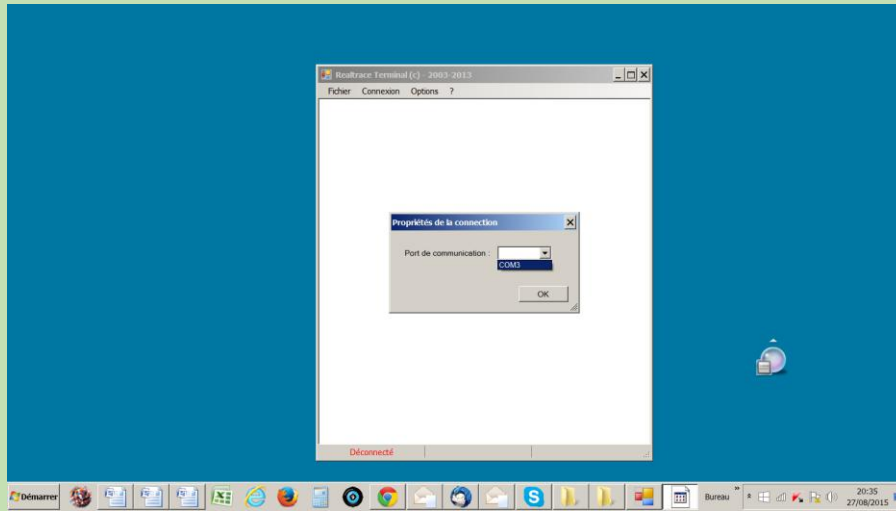 Realtrace Terminal (c) - 2003-2013
Fichier Connexion Options ?
Propriétés de la connection
Port de communication :
COM3
OK
Déconnecté
Démarrer
Bureau
20:35
27/08/2015